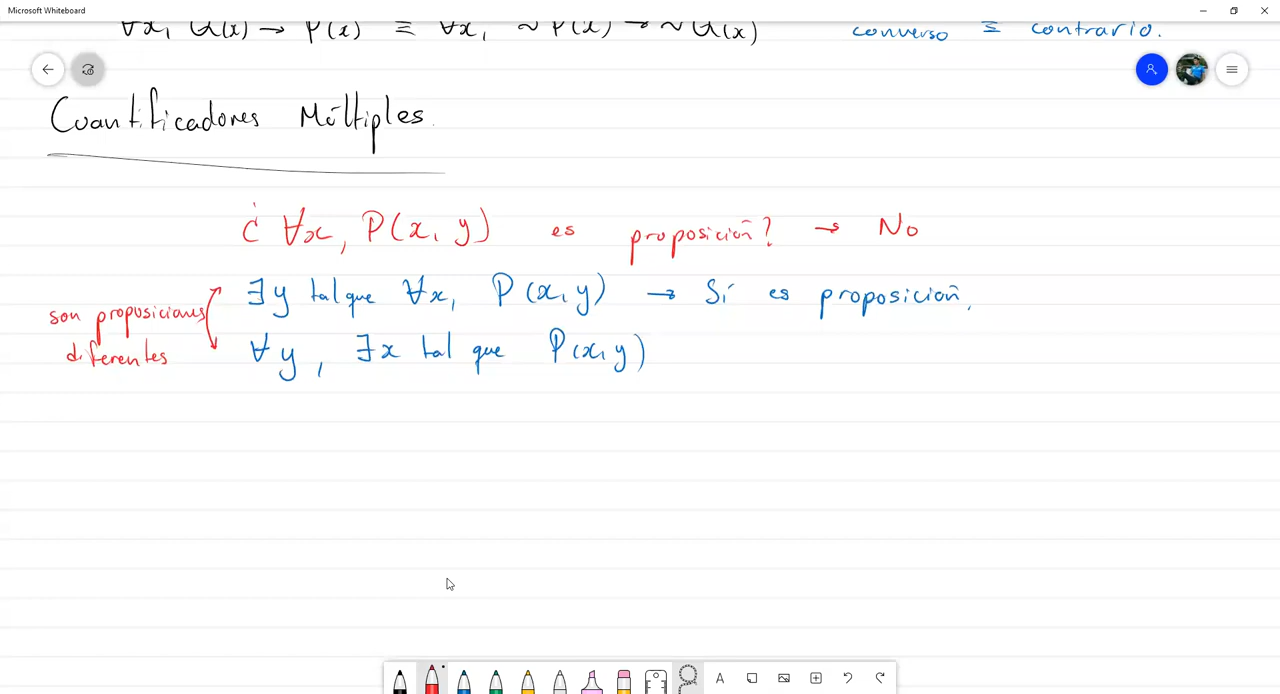 Microsoft Whiteboard
∀x, Q(x) → P(x) ≡ ∀x, ~P(x) → ~Q(x) converso ≡ contrario.
Cuantificadores Múltiples.
¿ ∀x, P(x, y) es proposición? → No
∃y tal que ∀x, P(x, y) → Sí es proposición.
son proposiciones
diferentes
∀y, ∃x tal que P(x, y)
A